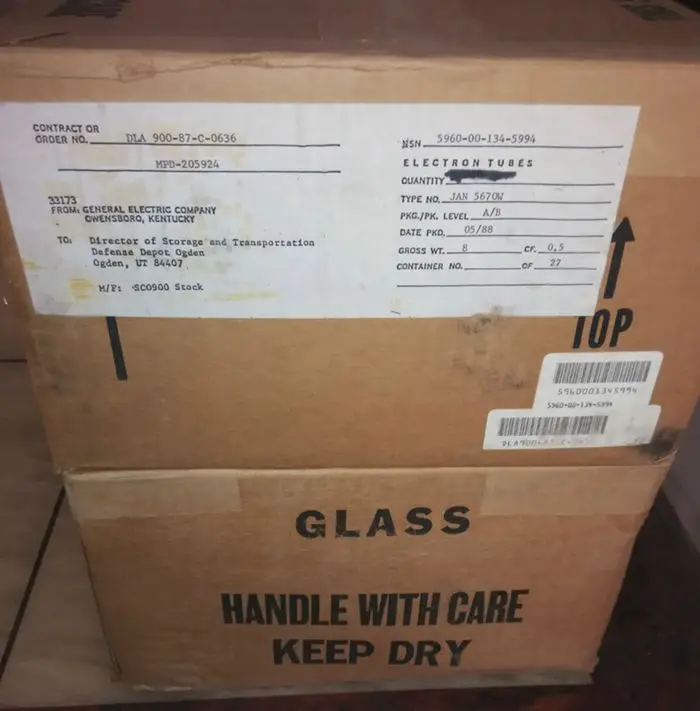 CONTRACT OR
ORDER NO. DLA 900-87-C-0636
MPD-205924
33173
FROM: GENERAL ELECTRIC COMPANY
OWENSBORO, KENTUCKY
TO: Director of Storage and Transportation
Defense Depot Ogden
Ogden, UT 84407
M/F: SC0900 Stock
NSN 5960-00-134-5994
ELECTRON TUBES
QUANTITY
TYPE NO. JAN 5670W
PKG./PK. LEVEL A/B
DATE PKD. 05/88
GROSS WT. 8 CF. 0.5
CONTAINER NO. OF 27
TOP
5960001345994
5960-00-134-5994
GLASS
HANDLE WITH CARE
KEEP DRY